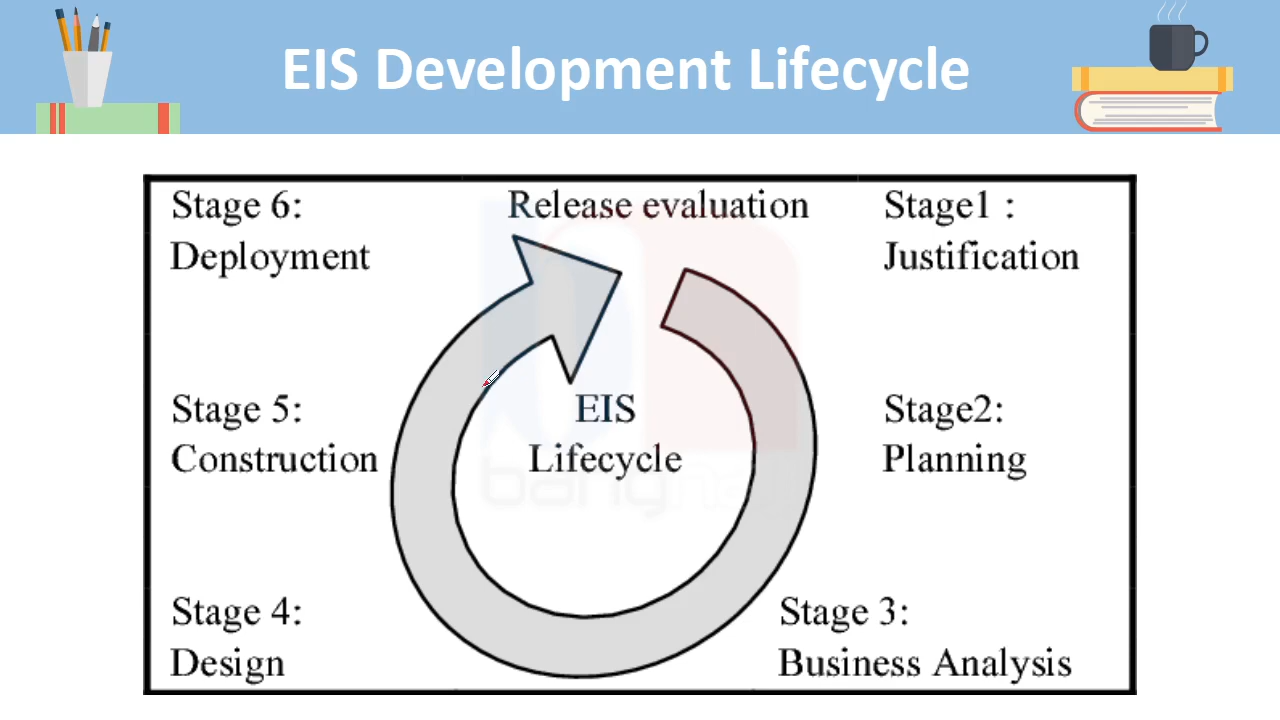 EIS Development Lifecycle
Stage 6:
Deployment
Release evaluation
Stage1 :
Justification
Stage 5:
Construction
EIS
Lifecycle
Stage2:
Planning
Stage 4:
Design
Stage 3:
Business Analysis